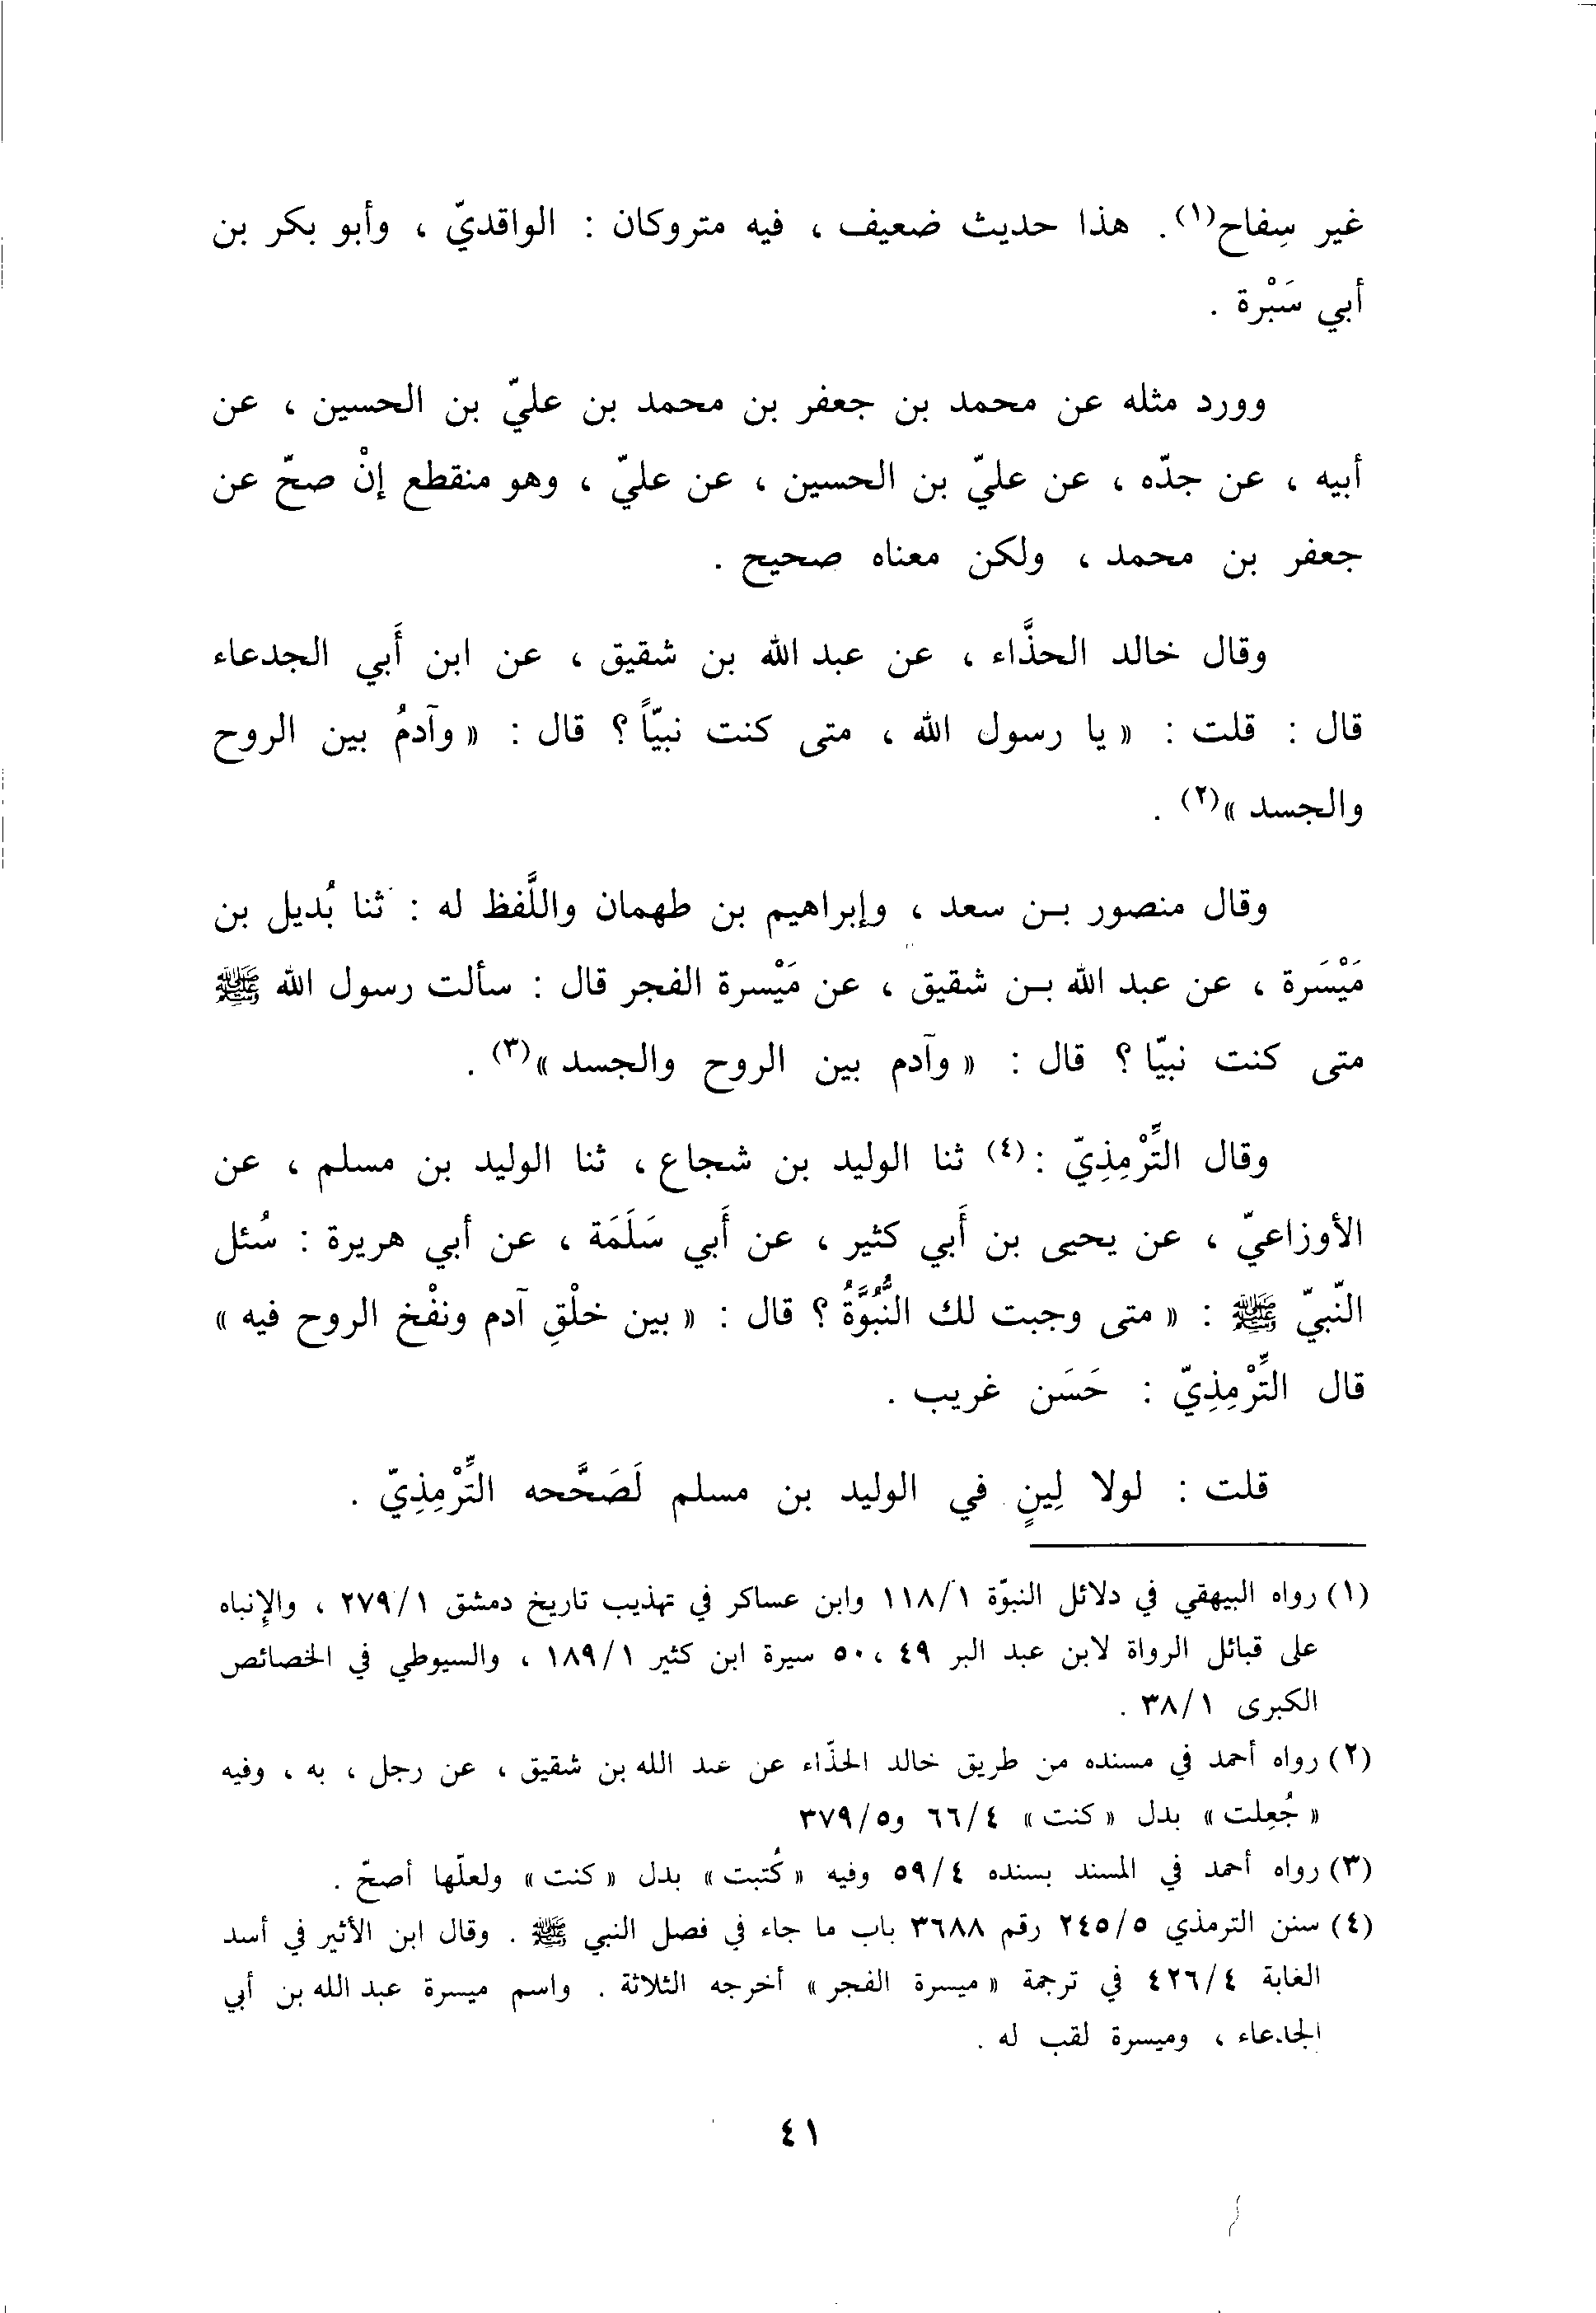 غير سِفاح(١). هذا حديث ضعيف ، فيه متروكان : الواقديّ ، وأبو بكر بن
أبي سَبْرة .
وورد مثله عن محمد بن جعفر بن محمد بن عليّ بن الحسين ، عن
أبيه ، عن جدّه ، عن عليّ بن الحسين ، عن عليّ ، وهو منقطع إنْ صحّ عن
جعفر بن محمد ، ولكن معناه صحيح .
وقال خالد الحذَّاء ، عن عبد الله بن شقيق ، عن ابن أَبي الجدعاء
قال : قلت : « يا رسول الله ، متى كنت نبيّاً ؟ قال : « وآدمُ بين الروح
والجسد »(٢) .
وقال منصور بـن سعد ، وإبراهيم بن طهمان واللَّفظ له : ثنا بُديل بن
مَيْسَرة ، عن عبد الله بـن شقيق ، عن مَيْسرة الفجر قال : سألت رسول الله ﷺ
متى كنت نبيّا ؟ قال : « وآدم بين الروح والجسد »(٣) .
وقال التِّرْمِذِيّ :(٤) ثنا الوليد بن شجاع ، ثنا الوليد بن مسلم ، عن
الأوزاعيّ ، عن يحيى بن أَبي كثير ، عن أَبي سَلَمَة ، عن أبي هريرة : سُئل
النّبيّ ﷺ : « متى وجبت لك النُّبُوَّةُ ؟ قال : « بين خلْقِ آدم ونفْخ الروح فيه »
قال التِّرْمِذِيّ : حَسَن غريب .
قلت : لولا لِينٍ في الوليد بن مسلم لَصَحَّحه التِّرْمِذِيّ .
(١) رواه البيهقي في دلائل النبوّة ١١٨/١ وابن عساكر في تهذيب تاريخ دمشق ٢٧٩/١ ، والإنباه
على قبائل الرواة لابن عبد البر ٤٩ ، ٥٠ سيرة ابن كثير ١٨٩/١ ، والسيوطي في الخصائص
الكبرى ٣٨/١ .
(٢) رواه أحمد في مسنده من طريق خالد الحذّاء عن عبد الله بن شقيق ، عن رجل ، به ، وفيه
« جُعِلت » بدل « كنت » ٦٦/٤ و٣٧٩/٥
(٣) رواه أحمد في المسند بسنده ٥٩/٤ وفيه « كُتبت » بدل « كنت » ولعلّها أصحّ .
(٤) سنن الترمذي ٢٤٥/٥ رقم ٣٦٨٨ باب ما جاء في فصل النبي ﷺ . وقال ابن الأثير في أسد
الغابة ٤٢٦/٤ في ترجمة « ميسرة الفجر » أخرجه الثلاثة . واسم ميسرة عبد الله بن أبي
الجدعاء ، وميسرة لقب له .
٤١